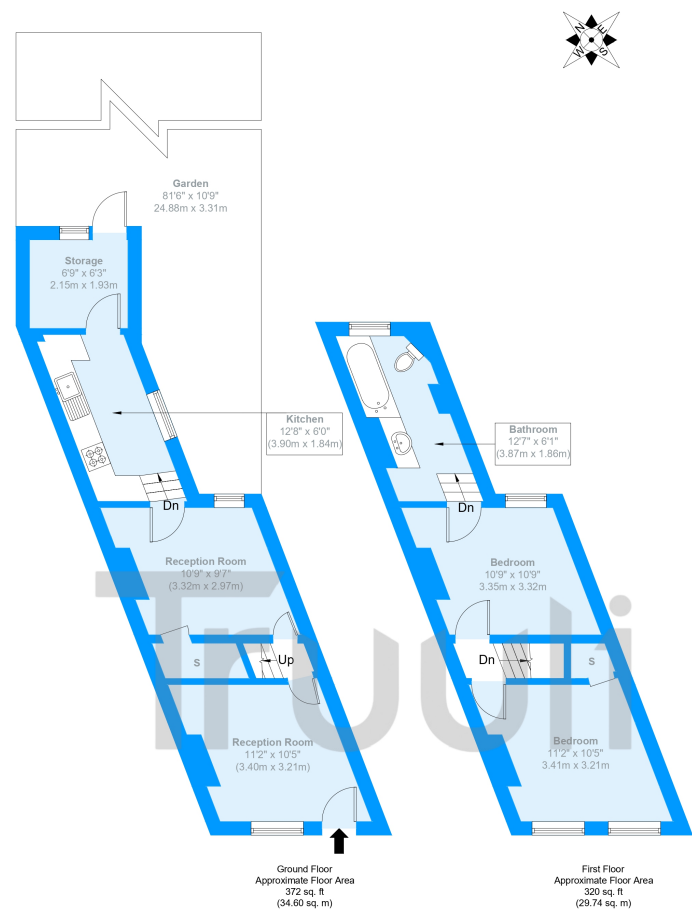 N
E
W
S
Garden
81'6" x 10'9"
24.88m x 3.31m
Storage
6'9" x 6'3"
2.15m x 1.93m
Kitchen
12'8" x 6'0"
(3.90m x 1.84m)
Dn
Reception Room
10'9" x 9'7"
(3.32m x 2.97m)
S
Up
Reception Room
11'2" x 10'5"
(3.40m x 3.21m)
Bathroom
12'7" x 6'1"
(3.87m x 1.86m)
Dn
Bedroom
10'9" x 10'9"
3.35m x 3.32m
Dn
S
Bedroom
11'2" x 10'5"
3.41m x 3.21m
Truuli
Ground Floor
Approximate Floor Area
372 sq. ft
(34.60 sq. m)
First Floor
Approximate Floor Area
320 sq. ft
(29.74 sq. m)